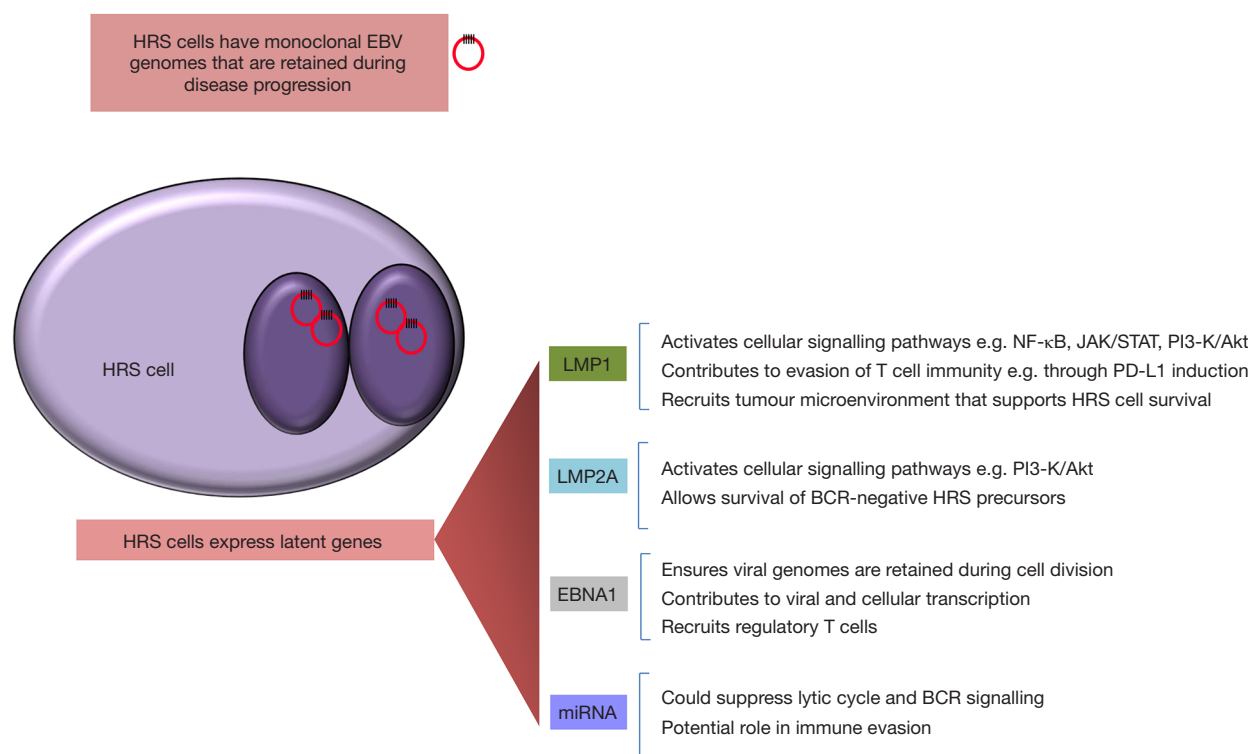 HRS cells have monoclonal EBV
genomes that are retained during
disease progression
HRS cell
HRS cells express latent genes
LMP1
Activates cellular signalling pathways e.g. NF-κB, JAK/STAT, PI3-K/Akt
Contributes to evasion of T cell immunity e.g. through PD-L1 induction
Recruits tumour microenvironment that supports HRS cell survival
LMP2A
Activates cellular signalling pathways e.g. PI3-K/Akt
Allows survival of BCR-negative HRS precursors
EBNA1
Ensures viral genomes are retained during cell division
Contributes to viral and cellular transcription
Recruits regulatory T cells
miRNA
Could suppress lytic cycle and BCR signalling
Potential role in immune evasion